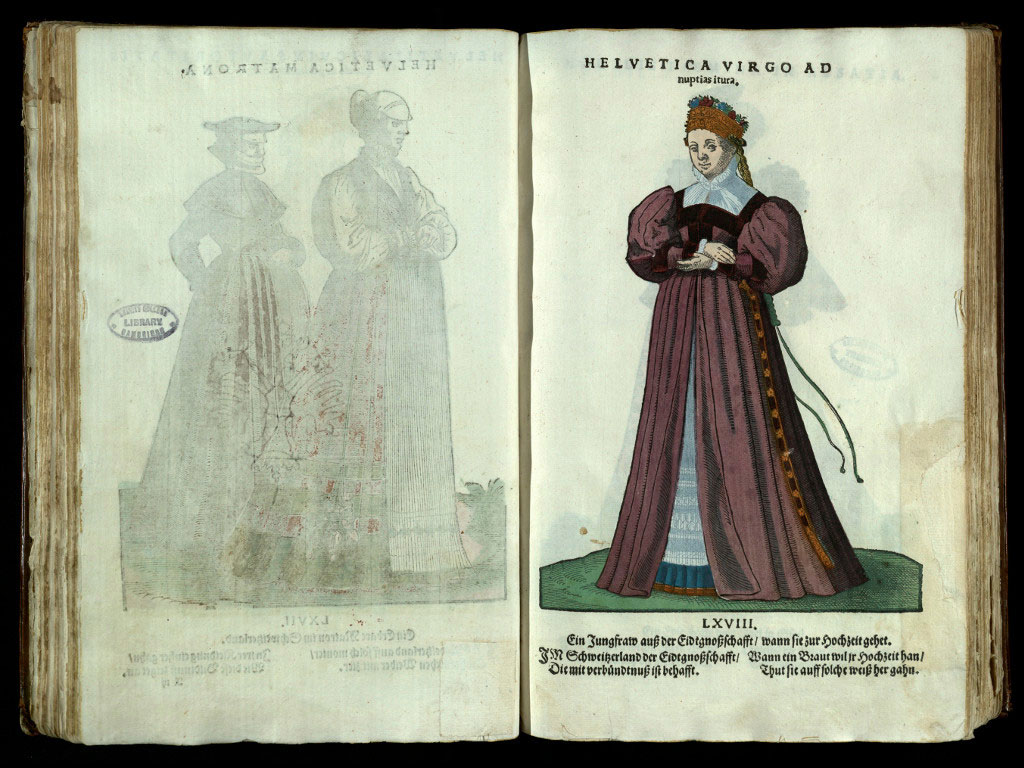 HELVETICA MATRONA.
LIBRARY
LXVII.
HELVETICA VIRGO AD
nuptias itura.
LXVIII.
Ein Jungfraw auß der Eidtgnoßschafft/ wann sie zur Hochzeit gehet.
IM Schweitzerland der Eidtgnoßschafft/ Wann ein Braut wil jr Hochzeit han/
Die mit verbündtnuß ist behafft. Thut sie auff solche weiß her gahn.